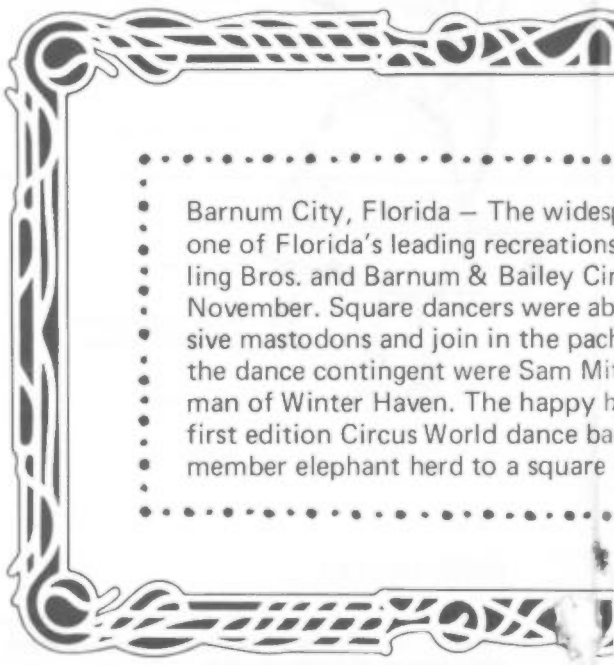 Barnum City, Florida — The widesp
one of Florida's leading recreations
ling Bros. and Barnum & Bailey Cir
November. Square dancers were ab
sive mastodons and join in the pach
the dance contingent were Sam Mit
man of Winter Haven. The happy h
first edition Circus World dance ba
member elephant herd to a square